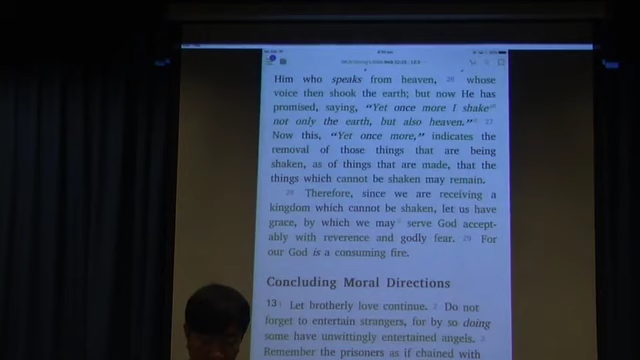 Him who speaks from heaven, 26 whose
voice then shook the earth; but now He has
promised, saying, “Yet once more I shake
not only the earth, but also heaven.” 27
Now this, “Yet once more,” indicates the
removal of those things that are being
shaken, as of things that are made, that the
things which cannot be shaken may remain.
28 Therefore, since we are receiving a
kingdom which cannot be shaken, let us have
grace, by which we may serve God accept-
ably with reverence and godly fear. 29 For
our God is a consuming fire.
Concluding Moral Directions
13 1 Let brotherly love continue. 2 Do not
forget to entertain strangers, for by so doing
some have unwittingly entertained angels. 3
Remember the prisoners as if chained with